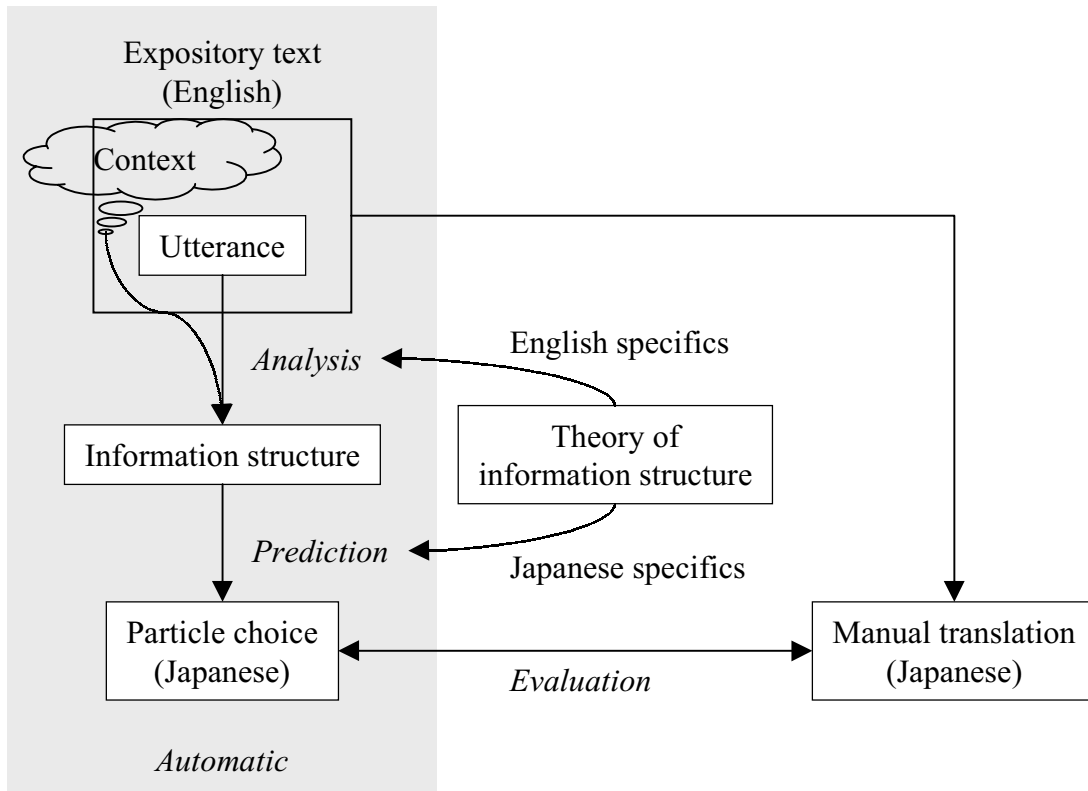 Expository text
(English)
Context
Utterance
Analysis
English specifics
Information structure
Theory of
information structure
Prediction
Japanese specifics
Particle choice
(Japanese)
Evaluation
Manual translation
(Japanese)
Automatic